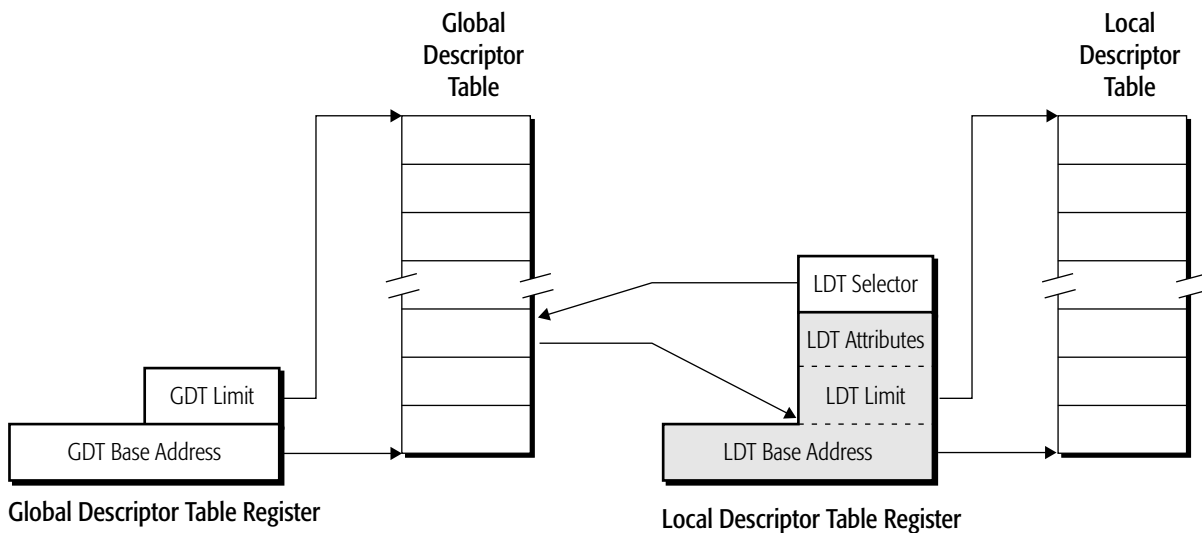 Global
Descriptor
Table
Local
Descriptor
Table
LDT Selector
LDT Attributes
GDT Limit
LDT Limit
GDT Base Address
LDT Base Address
Global Descriptor Table Register
Local Descriptor Table Register